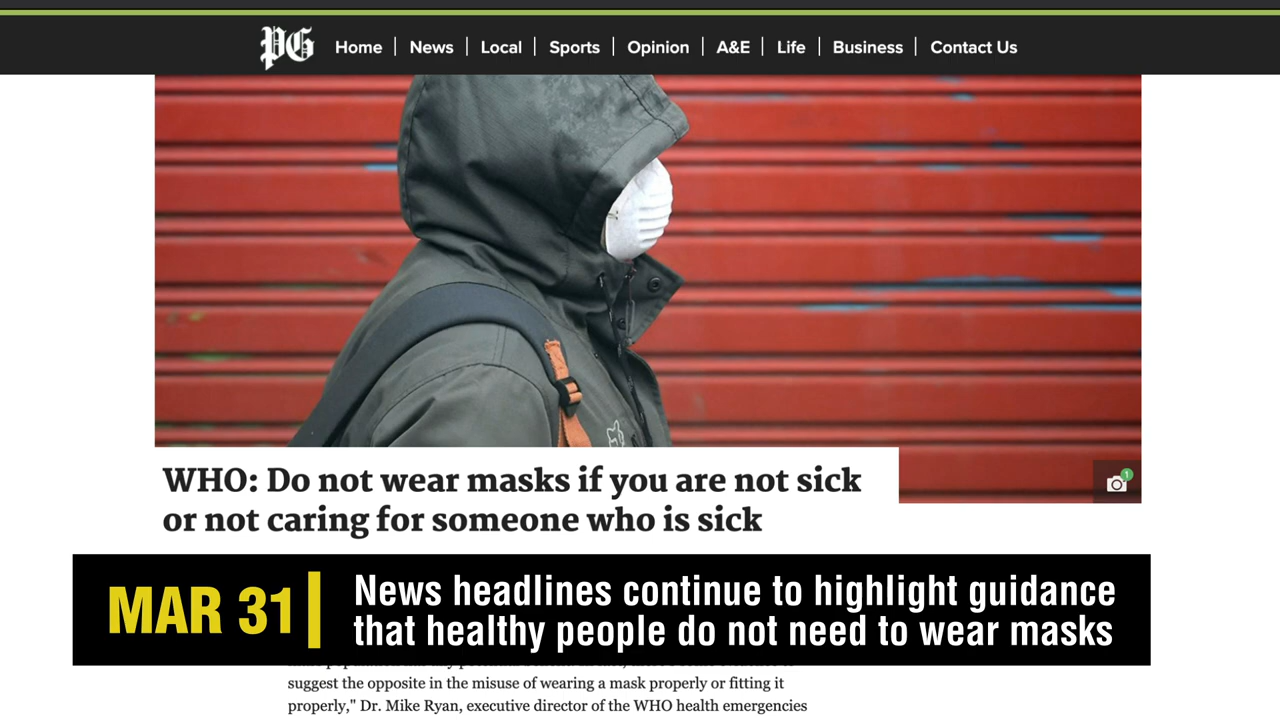 PG Home News Local Sports Opinion A&E Life Business Contact Us
1
WHO: Do not wear masks if you are not sick
or not caring for someone who is sick
MAR 31
News headlines continue to highlight guidance
that healthy people do not need to wear masks
suggest the opposite in the misuse of wearing a mask properly or fitting it
properly," Dr. Mike Ryan, executive director of the WHO health emergencies